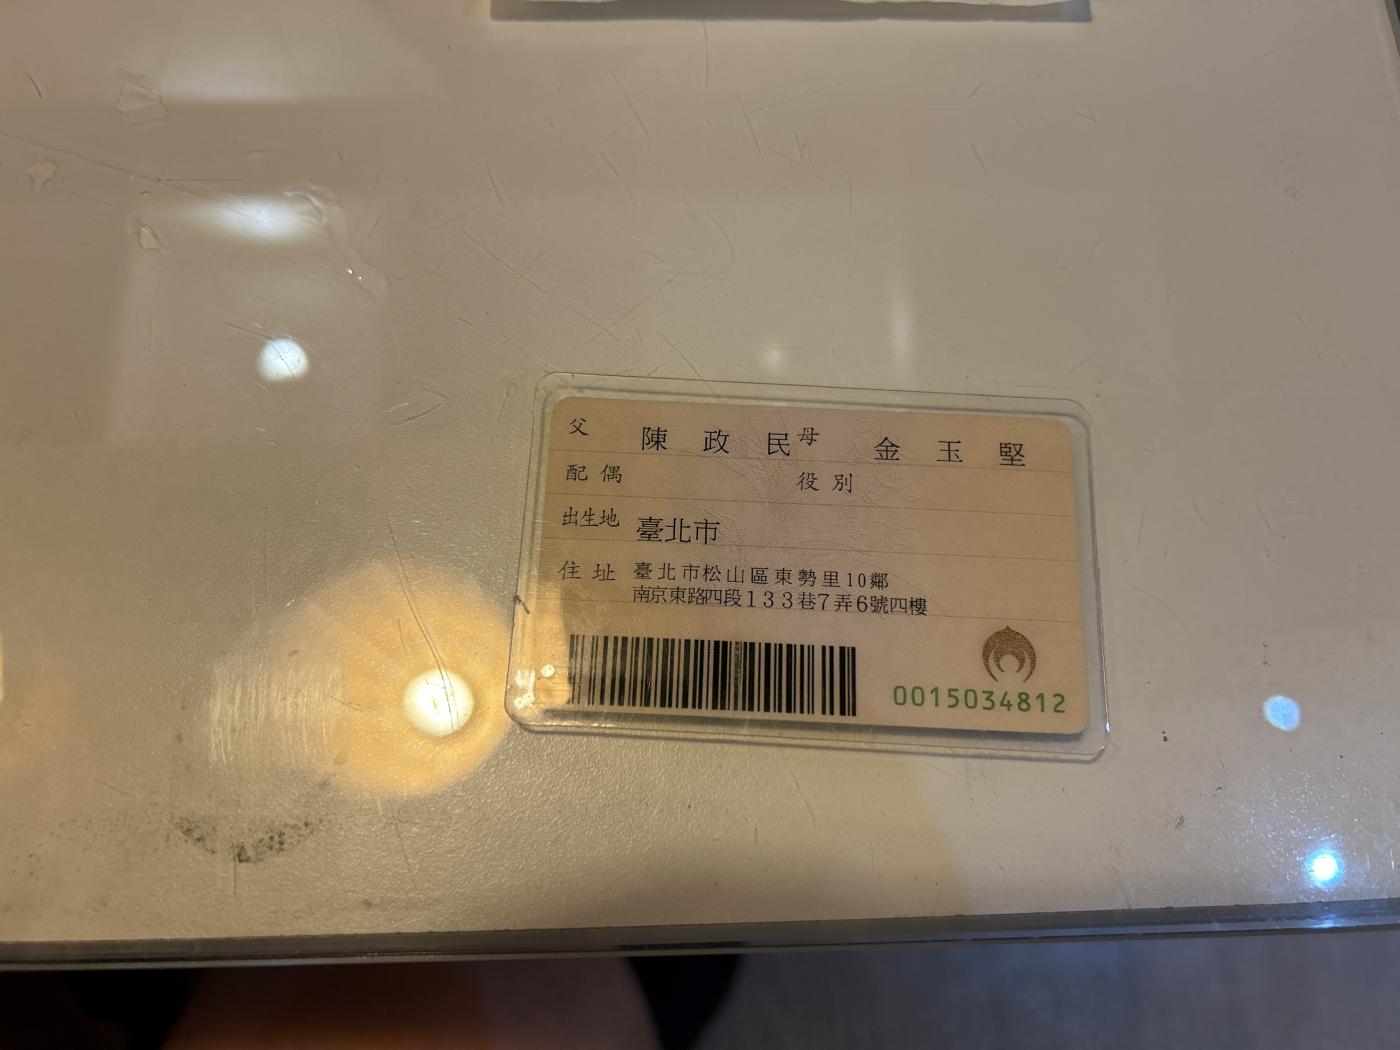 父 陳政民 母 金玉堅
配偶 役別
出生地 臺北市
住址 臺北市松山區東勢里10鄰
南京東路四段133巷7弄6號四樓
0015034812